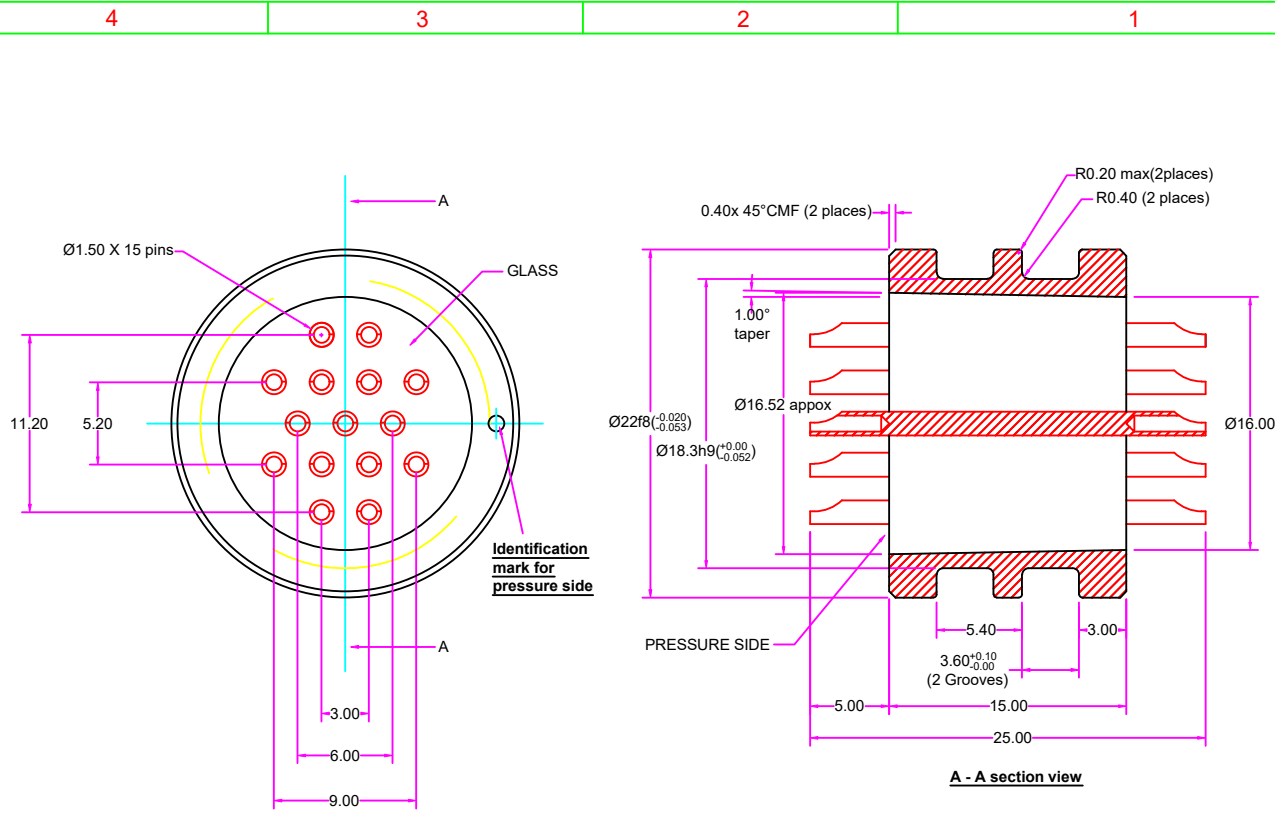 4 3 2 1
A
Ø1.50 X 15 pins
GLASS
11.20
5.20
Identification
mark for
pressure side
A
3.00
6.00
9.00
R0.20 max(2places)
R0.40 (2 places)
0.40x 45°CMF (2 places)
1.00°
taper
Ø16.52 appox
Ø22f8(-0.020 -0.053)
Ø18.3h9(+0.00 -0.052)
Ø16.00
PRESSURE SIDE
5.40
3.00
3.60+0.10 -0.00
(2 Grooves)
5.00
15.00
25.00
A - A section view